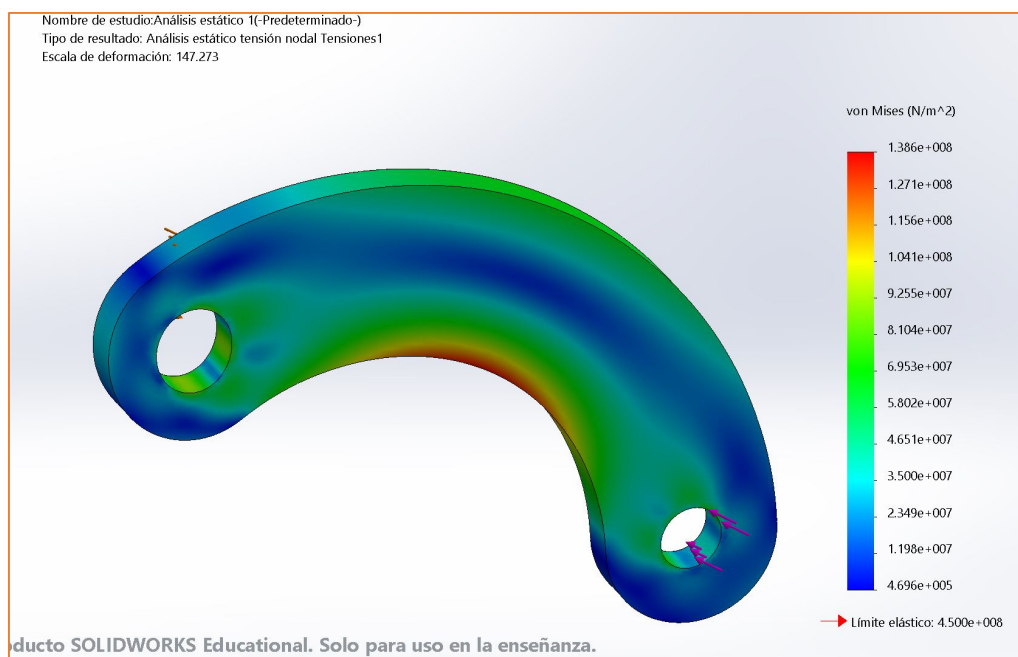 Nombre de estudio:Análisis estático 1(-Predeterminado-)
Tipo de resultado: Análisis estático tensión nodal Tensiones1
Escala de deformación: 147.273
von Mises (N/m^2)
1.386e+008
1.271e+008
1.156e+008
1.041e+008
9.255e+007
8.104e+007
6.953e+007
5.802e+007
4.651e+007
3.500e+007
2.349e+007
1.198e+007
4.696e+005
Límite elástico: 4.500e+008
ducto SOLIDWORKS Educational. Solo para uso en la enseñanza.